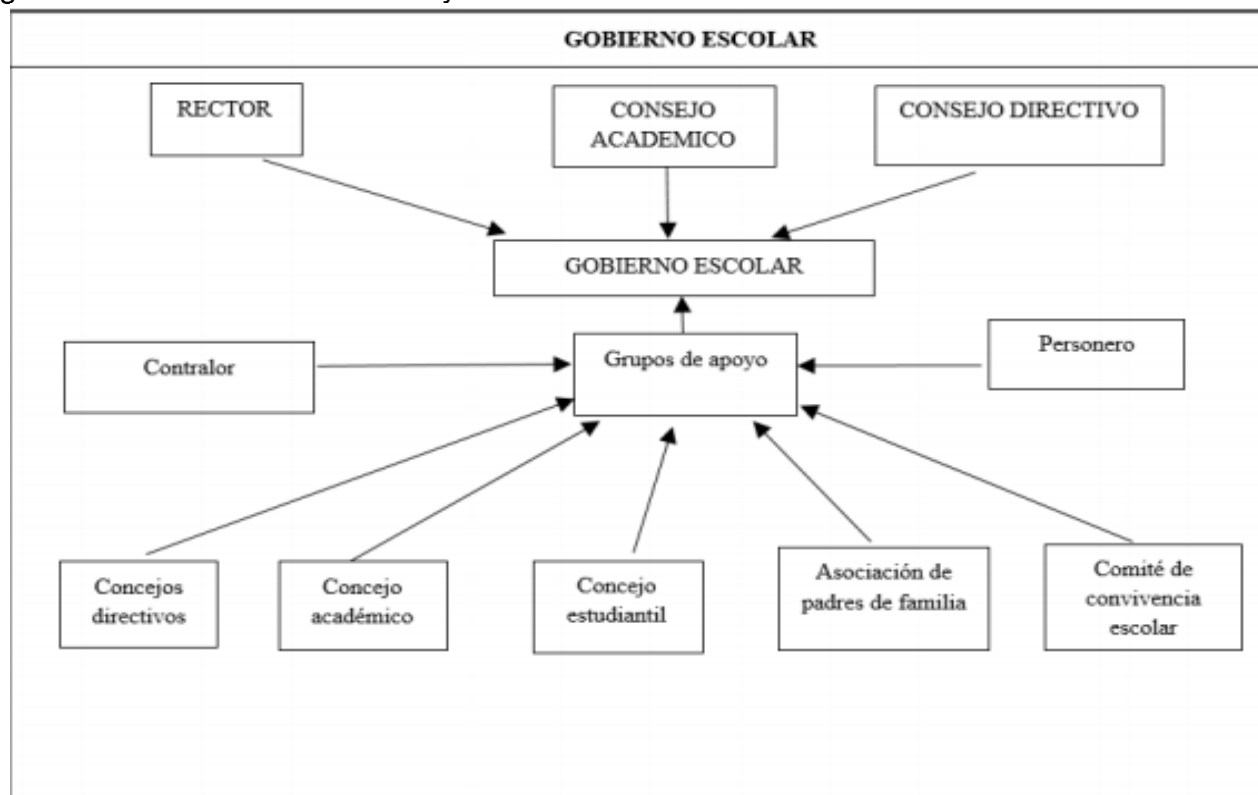 GOBIERNO ESCOLAR
RECTOR
CONSEJO
ACADEMICO
CONSEJO DIRECTIVO
GOBIERNO ESCOLAR
Contralor
Grupos de apoyo
Personero
Concejos
directivos
Concejo
académico
Concejo
estudiantil
Asociación de
padres de familia
Comité de
convivencia
escolar